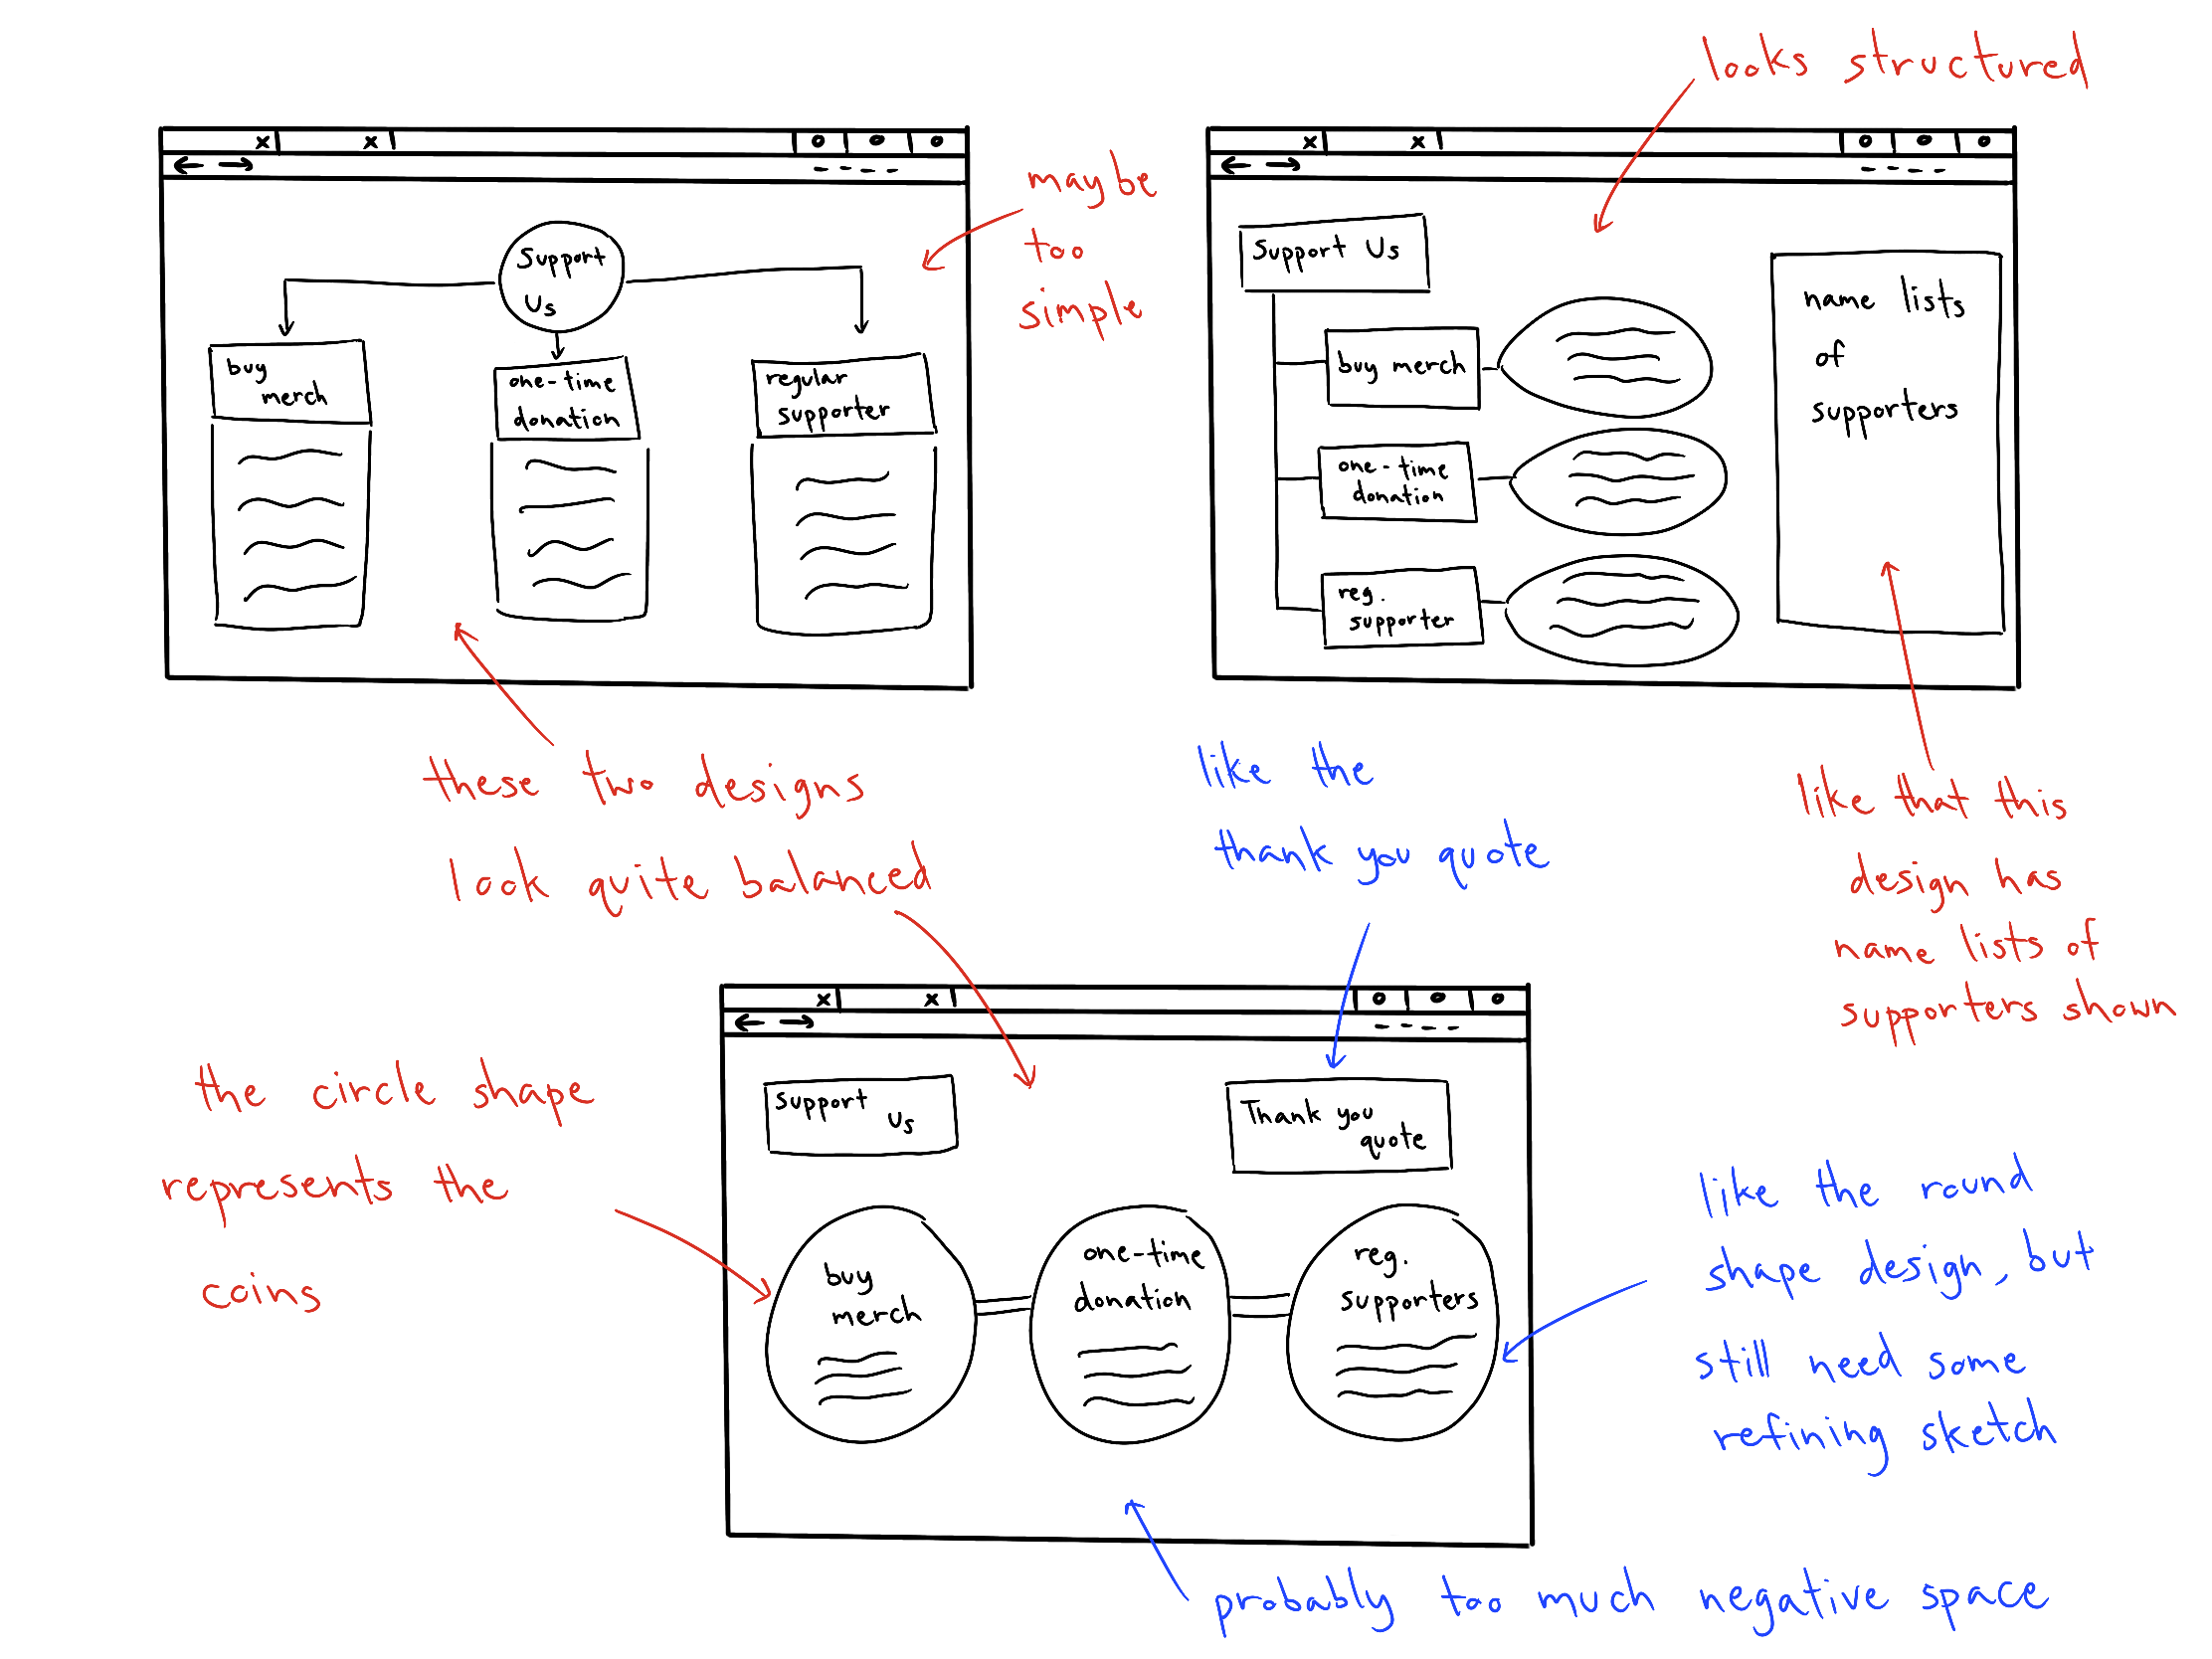 Support
Us
buy
merch
one-time
donation
regular
supporter
maybe
too
simple
looks structured
Support Us
buy merch
one-time
donation
reg.
supporter
name lists
of
supporters
these two designs
look quite balanced
like the
thank you quote
like that this
design has
name lists of
supporters shown
the circle shape
represents the
coins
Support
Us
Thank you
quote
buy
merch
one-time
donation
reg.
supporters
like the round
shape design, but
still need some
refining sketch
probably too much negative space